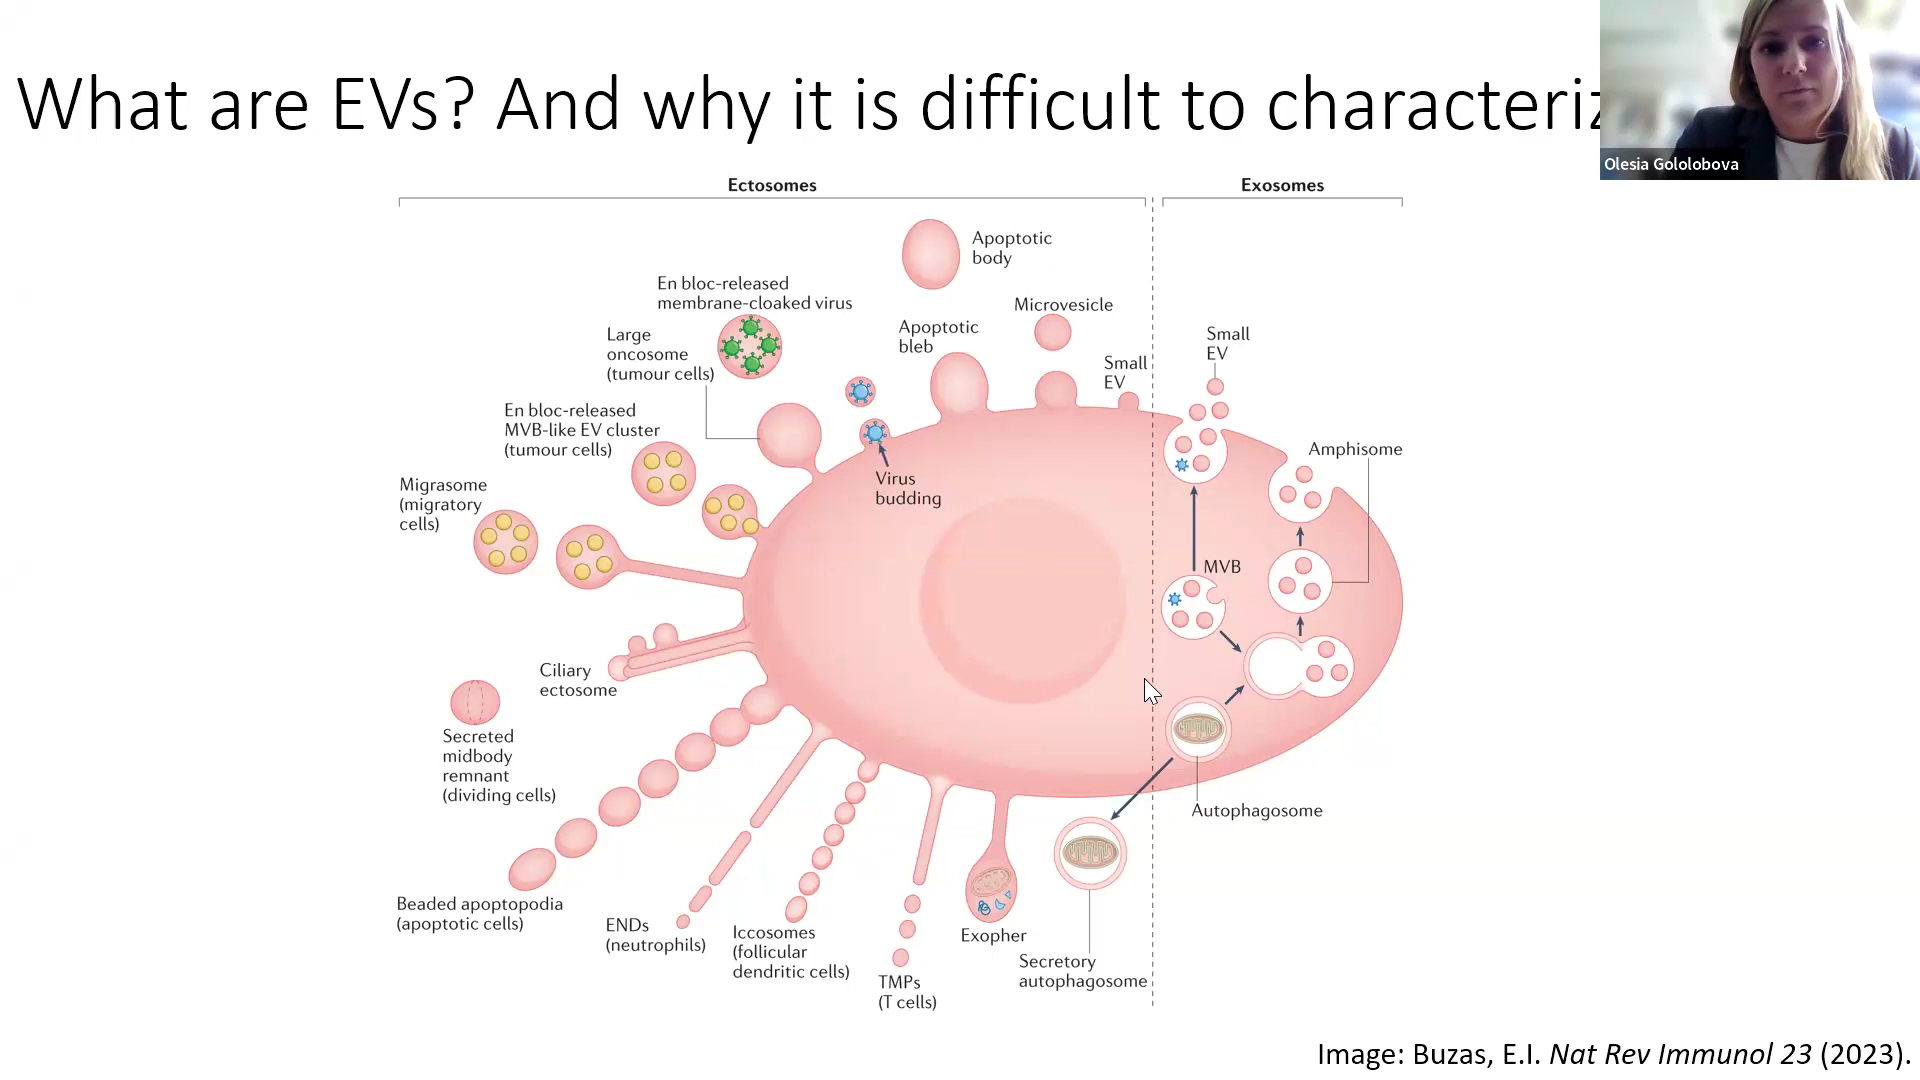 What are EVs? And why it is difficult to
Olesia Gololobova
Ectosomes
Exosomes
Apoptotic
body
En bloc-released
membrane-cloaked virus
Microvesicle
Large
oncosome
(tumour cells)
Apoptotic
bleb
Small
EV
Small
EV
En bloc-released
MVB-like EV cluster
(tumour cells)
Amphisome
Migrasome
(migratory
cells)
Virus
budding
MVB
Ciliary
ectosome
Secreted
midbody
remnant
(dividing cells)
Autophagosome
Beaded apoptopodia
(apoptotic cells)
ENDs
(neutrophils)
Iccosomes
(follicular
dendritic cells)
TMPs
(T cells)
Exopher
Secretory
autophagosome
Image: Buzas, E.I. Nat Rev Immunol 23 (2023).